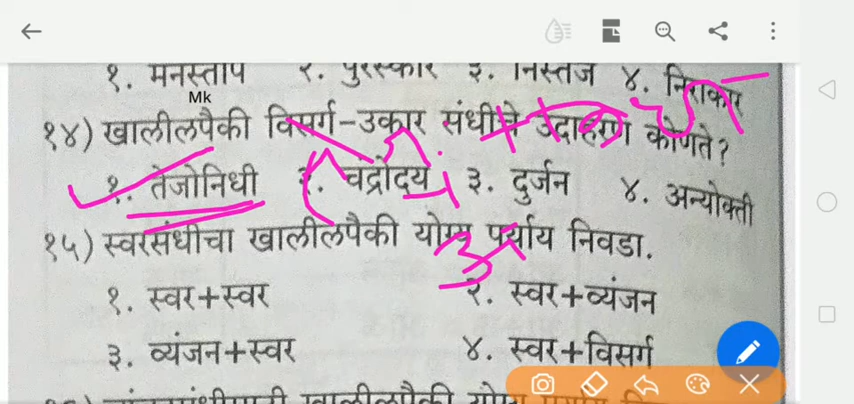 १. मनस्ताप २. पुरस्कार ३. निस्तेज ४. निराकार
Mk
१४) खालीलपैकी विसर्ग-उकार संधीचे उदाहरण कोणते?
१. तेजोनिधी २. चंद्रोदय ३. दुर्जन ४. अन्योक्ती
१५) स्वरसंधीचा खालीलपैकी योग्य पर्याय निवडा.
१. स्वर+स्वर २. स्वर+व्यंजन
३. व्यंजन+स्वर ४. स्वर+विसर्ग